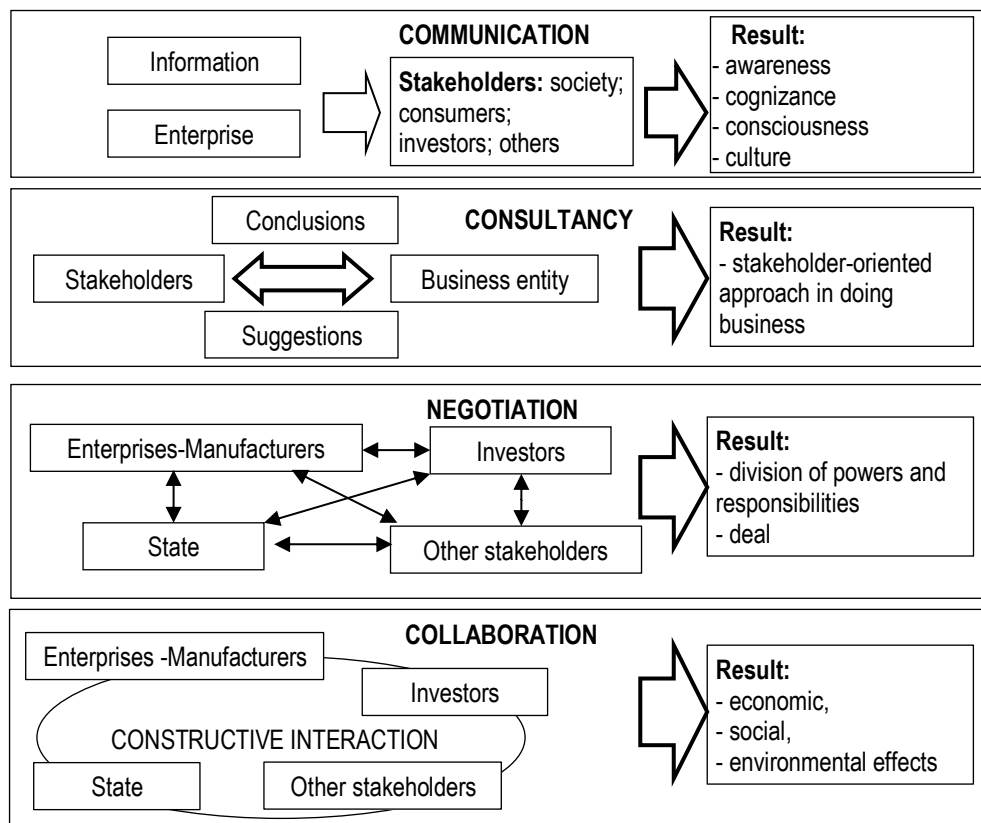 COMMUNICATION
Information
Enterprise
Stakeholders: society;
consumers;
investors; others
Result:
- awareness
- cognizance
- consciousness
- culture
CONSULTANCY
Conclusions
Stakeholders
Business entity
Suggestions
Result:
- stakeholder-oriented
approach in doing
business
NEGOTIATION
Enterprises-Manufacturers
Investors
State
Other stakeholders
Result:
- division of powers and
responsibilities
- deal
COLLABORATION
Enterprises -Manufacturers
Investors
CONSTRUCTIVE INTERACTION
State
Other stakeholders
Result:
- economic,
- social,
- environmental effects